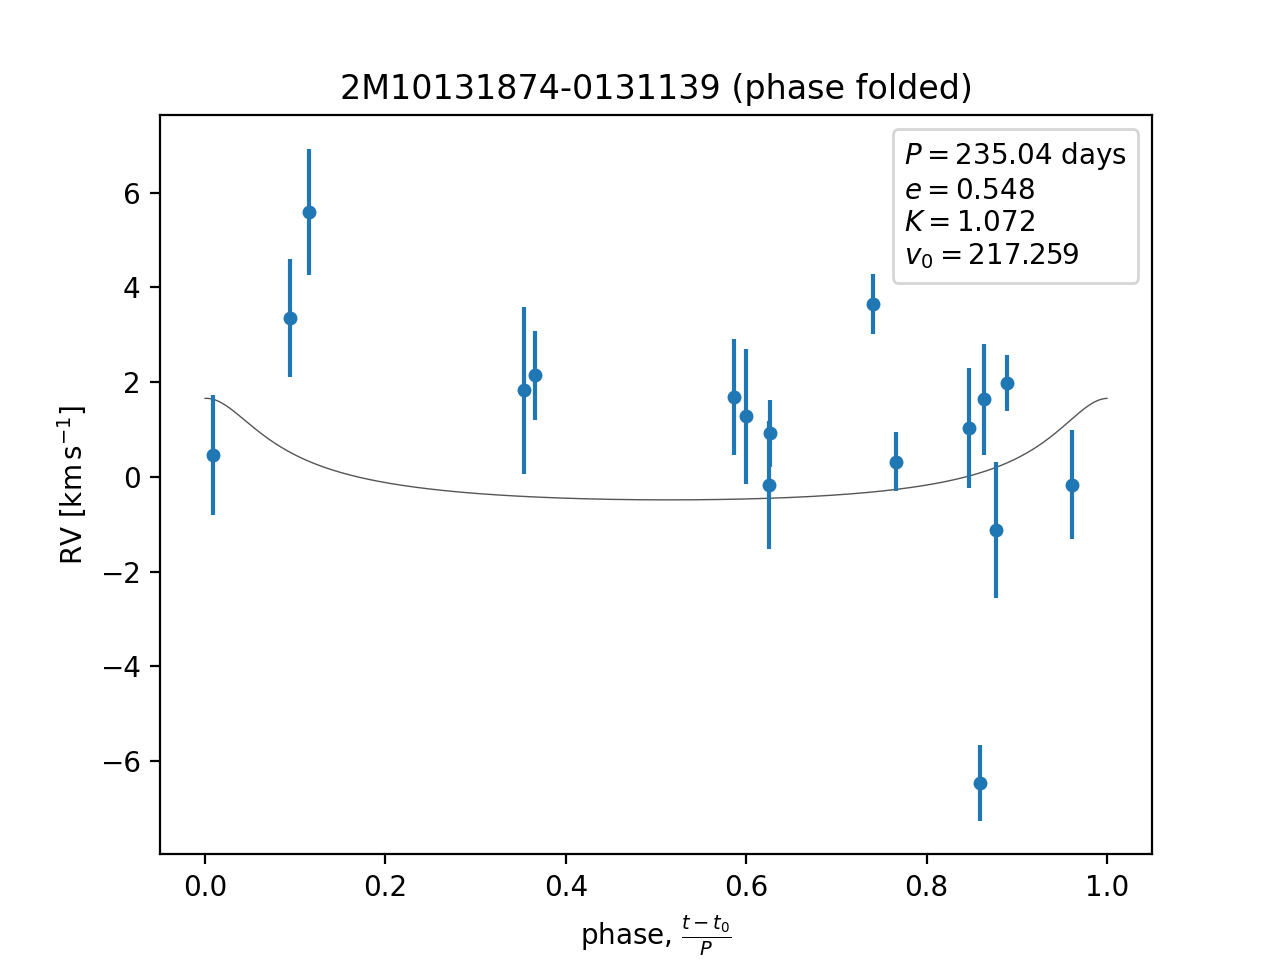 2M10131874-0131139 (phase folded)
P = 235.04 days
e = 0.548
K = 1.072
v₀ = 217.259
RV [km s⁻¹]
6
4
2
0
−2
−4
−6
0.0 0.2 0.4 0.6 0.8 1.0
phase, (t − t₀)/P